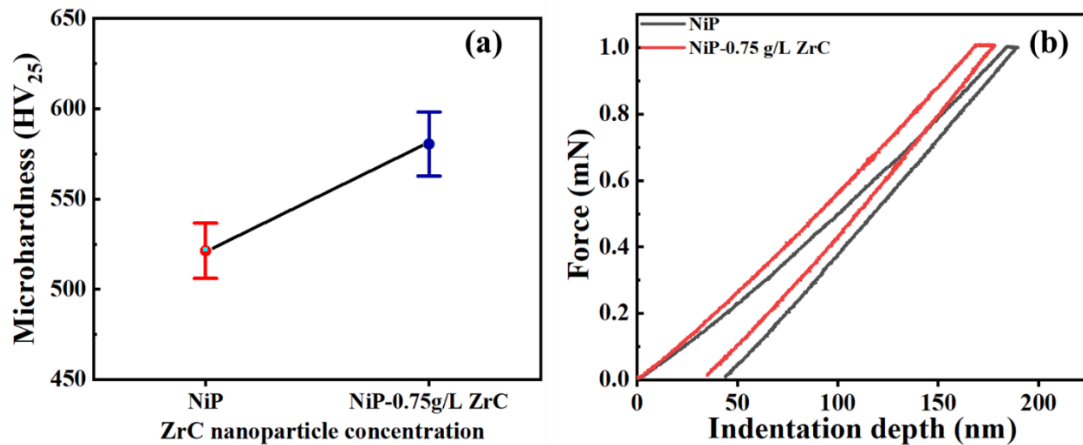 (a)
Microhardness (HV25)
650
600
550
500
450
NiP
NiP-0.75g/L ZrC
ZrC nanoparticle concentration
(b)
NiP
NiP-0.75 g/L ZrC
Force (mN)
1.0
0.8
0.6
0.4
0.2
0.0
0
50
100
150
200
Indentation depth (nm)